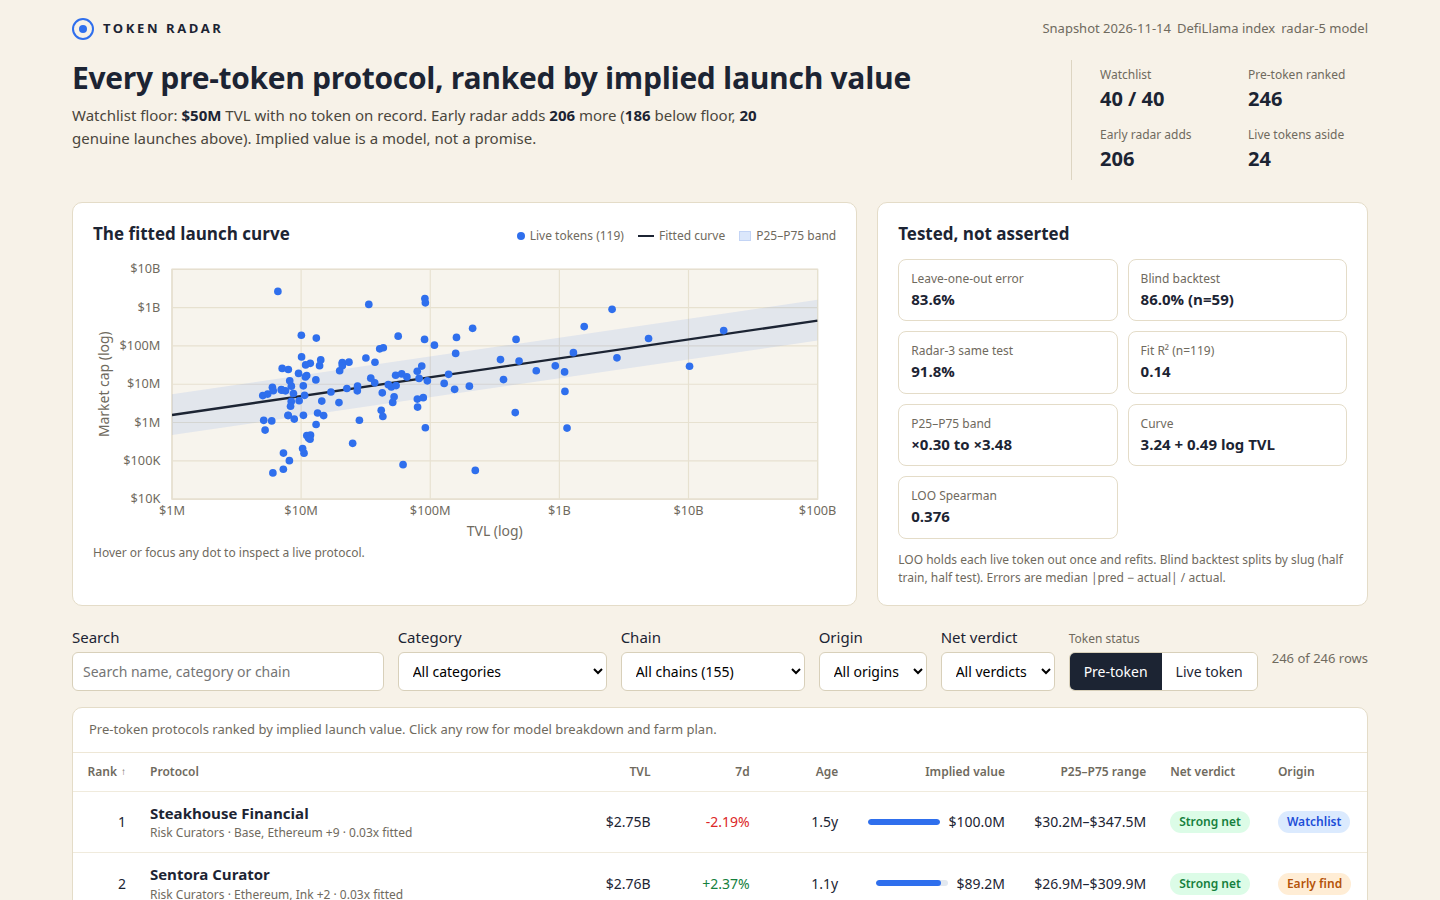 TOKEN RADAR
Snapshot 2026-11-14 DefiLlama index radar-5 model
Every pre-token protocol, ranked by implied launch value
Watchlist floor: $50M TVL with no token on record. Early radar adds 206 more (186 below floor, 20
genuine launches above). Implied value is a model, not a promise.
Watchlist
40 / 40
Pre-token ranked
246
Early radar adds
206
Live tokens aside
24
The fitted launch curve
Live tokens (119)
Fitted curve
P25–P75 band
Market cap (log)
$10B
$1B
$100M
$10M
$1M
$100K
$10K
$1M
$10M
$100M
$1B
$10B
$100B
TVL (log)
Hover or focus any dot to inspect a live protocol.
Tested, not asserted
Leave-one-out error
83.6%
Blind backtest
86.0% (n=59)
Radar-3 same test
91.8%
Fit R² (n=119)
0.14
P25–P75 band
×0.30 to ×3.48
Curve
3.24 + 0.49 log TVL
LOO Spearman
0.376
LOO holds each live token out once and refits. Blind backtest splits by slug (half
train, half test). Errors are median |pred − actual| / actual.
Search
Search name, category or chain
Category
All categories
Chain
All chains (155)
Origin
All origins
Net verdict
All verdicts
Token status
Pre-token
Live token
246 of 246 rows
Pre-token protocols ranked by implied launch value. Click any row for model breakdown and farm plan.
Rank ↑ Protocol TVL 7d Age Implied value P25–P75 range Net verdict Origin
1 Steakhouse Financial $2.75B -2.19% 1.5y $100.0M $30.2M–$347.5M Strong net Watchlist
Risk Curators · Base, Ethereum +9 · 0.03x fitted
2 Sentora Curator $2.76B +2.37% 1.1y $89.2M $26.9M–$309.9M Strong net Early find
Risk Curators · Ethereum, Ink +2 · 0.03x fitted